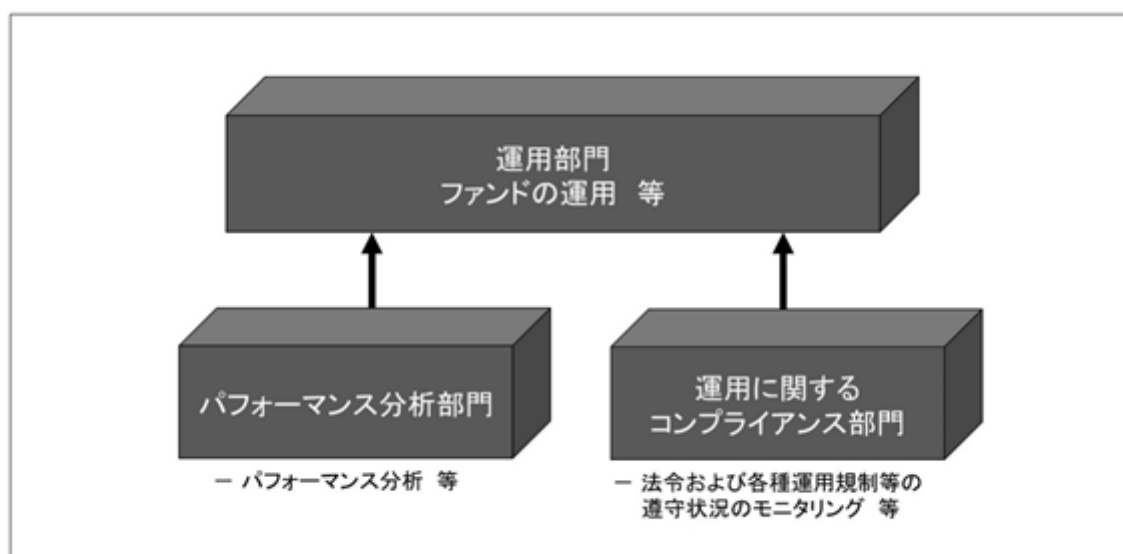 運用部門
ファンドの運用 等
パフォーマンス分析部門
－ パフォーマンス分析 等
運用に関する
コンプライアンス部門
－ 法令および各種運用規制等の
遵守状況のモニタリング 等